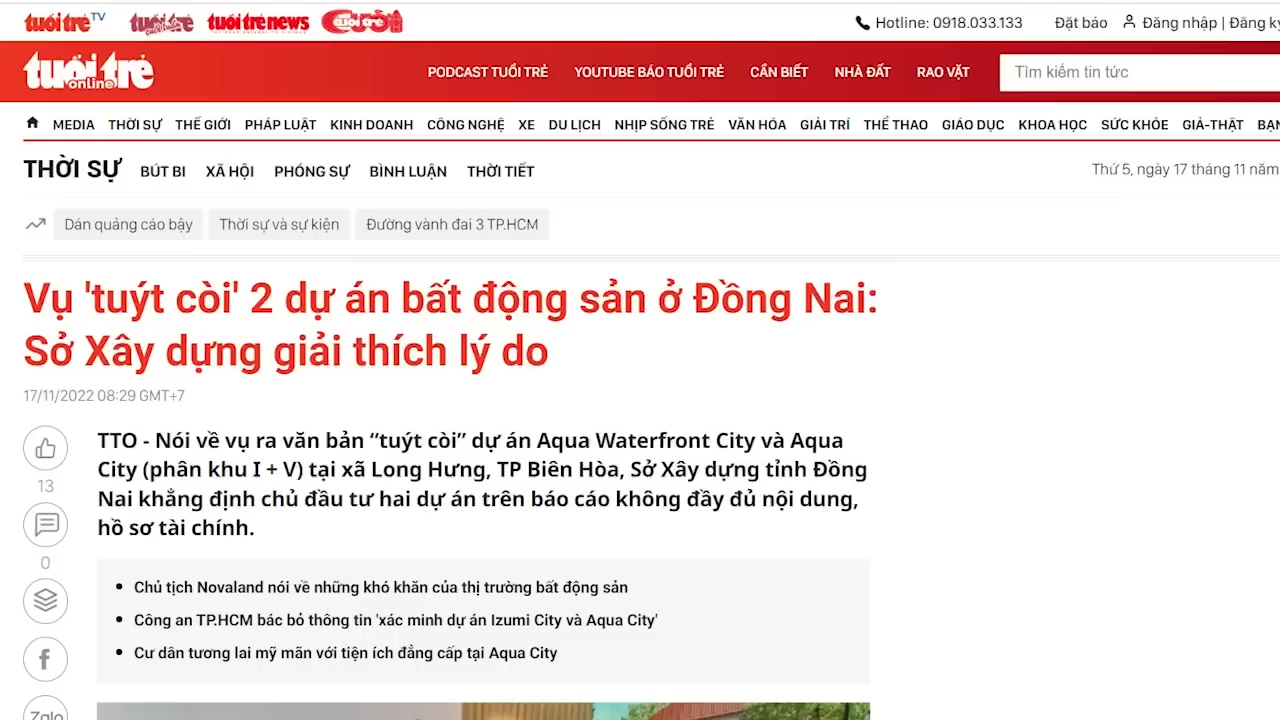 tuổi trẻ TV
tuổi trẻ
tuổi trẻ news
tuổi trẻ cười
Hotline: 0918.033.133
Đặt báo
Đăng nhập | Đăng ký
tuổi trẻ online
PODCAST TUỔI TRẺ YOUTUBE BÁO TUỔI TRẺ CẦN BIẾT NHÀ ĐẤT RAO VẶT
Tìm kiếm tin tức
MEDIA THỜI SỰ THẾ GIỚI PHÁP LUẬT KINH DOANH CÔNG NGHỆ XE DU LỊCH NHỊP SỐNG TRẺ VĂN HÓA GIẢI TRÍ THỂ THAO GIÁO DỤC KHOA HỌC SỨC KHỎE GIẢ-THẬT BẠN
THỜI SỰ BÚT BI XÃ HỘI PHÓNG SỰ BÌNH LUẬN THỜI TIẾT
Thứ 5, ngày 17 tháng 11 năm
Dán quảng cáo bậy Thời sự và sự kiện Đường vành đai 3 TP.HCM
Vụ 'tuýt còi' 2 dự án bất động sản ở Đồng Nai:
Sở Xây dựng giải thích lý do
17/11/2022 08:29 GMT+7
TTO - Nói về vụ ra văn bản “tuýt còi” dự án Aqua Waterfront City và Aqua
City (phân khu I + V) tại xã Long Hưng, TP Biên Hòa, Sở Xây dựng tỉnh Đồng
Nai khẳng định chủ đầu tư hai dự án trên báo cáo không đầy đủ nội dung,
hồ sơ tài chính.
13
0
Zalo
Chủ tịch Novaland nói về những khó khăn của thị trường bất động sản
Công an TP.HCM bác bỏ thông tin 'xác minh dự án Izumi City và Aqua City'
Cư dân tương lai mỹ mãn với tiện ích đẳng cấp tại Aqua City